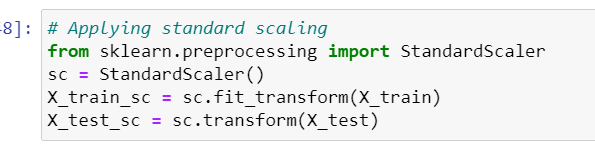 8]: # Applying standard scaling
from sklearn.preprocessing import StandardScaler
sc = StandardScaler()
X_train_sc = sc.fit_transform(X_train)
X_test_sc = sc.transform(X_test)